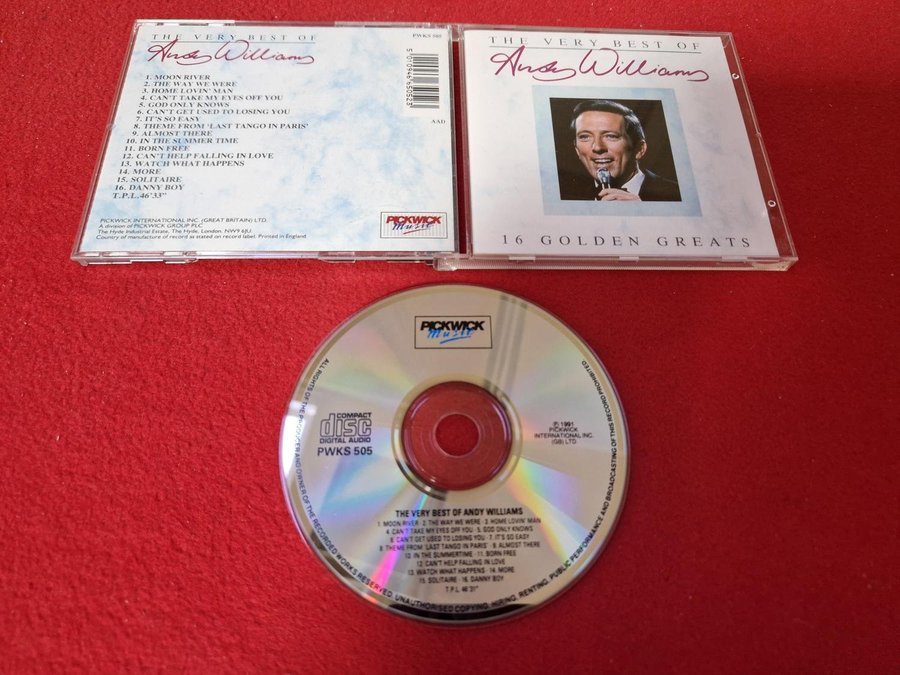 THE VERY BEST OF
PWKS 505
Andy Williams
1. MOON RIVER
2. THE WAY WE WERE
3. HOME LOVIN' MAN
4. CAN'T TAKE MY EYES OFF YOU
5. GOD ONLY KNOWS
6. CAN'T GET USED TO LOSING YOU
7. IT'S SO EASY
8. THEME FROM 'LAST TANGO IN PARIS'
9. ALMOST THERE
10. IN THE SUMMER TIME
11. BORN FREE
12. CAN'T HELP FALLING IN LOVE
13. WATCH WHAT HAPPENS
14. MORE
15. SOLITAIRE
16. DANNY BOY
T.P.L.46'33"
5 010946 650523
AAD
PICKWICK INTERNATIONAL INC. (GREAT BRITAIN) LTD.
A division of PICKWICK GROUP PLC
The Hyde Industrial Estate, The Hyde, London, NW9 6JU.
Country of manufacture of record as stated on record label. Printed in England.
PICKWICK
Music
THE VERY BEST OF
Andy Williams
16 GOLDEN GREATS
PICKWICK
Music
COMPACT
disc
DIGITAL AUDIO
PWKS 505
℗ 1991
PICKWICK
INTERNATIONAL INC.
(GB) LTD.
THE VERY BEST OF ANDY WILLIAMS
1. MOON RIVER · 2. THE WAY WE WERE · 3. HOME LOVIN' MAN
4. CAN'T TAKE MY EYES OFF YOU · 5. GOD ONLY KNOWS
6. CAN'T GET USED TO LOSING YOU · 7. IT'S SO EASY
8. THEME FROM 'LAST TANGO IN PARIS' · 9. ALMOST THERE
10. IN THE SUMMERTIME · 11. BORN FREE
12. CAN'T HELP FALLING IN LOVE
13. WATCH WHAT HAPPENS · 14. MORE
15. SOLITAIRE · 16. DANNY BOY
T.P.L. 46'31"
ALL RIGHTS OF THE PRODUCER AND OWNER OF THE RECORDED WORKS RESERVED. UNAUTHORISED COPYING, HIRING, RENTING, PUBLIC PERFORMANCE AND BROADCASTING OF THIS RECORD PROHIBITED